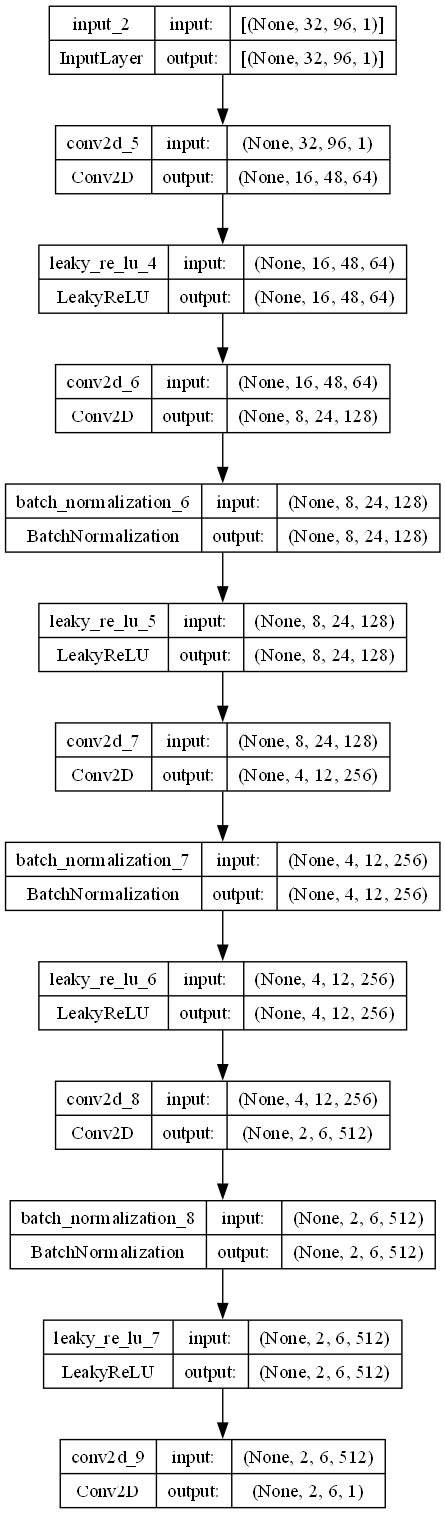 input_2 input: [(None, 32, 96, 1)]
InputLayer output: [(None, 32, 96, 1)]
conv2d_5 input: (None, 32, 96, 1)
Conv2D output: (None, 16, 48, 64)
leaky_re_lu_4 input: (None, 16, 48, 64)
LeakyReLU output: (None, 16, 48, 64)
conv2d_6 input: (None, 16, 48, 64)
Conv2D output: (None, 8, 24, 128)
batch_normalization_6 input: (None, 8, 24, 128)
BatchNormalization output: (None, 8, 24, 128)
leaky_re_lu_5 input: (None, 8, 24, 128)
LeakyReLU output: (None, 8, 24, 128)
conv2d_7 input: (None, 8, 24, 128)
Conv2D output: (None, 4, 12, 256)
batch_normalization_7 input: (None, 4, 12, 256)
BatchNormalization output: (None, 4, 12, 256)
leaky_re_lu_6 input: (None, 4, 12, 256)
LeakyReLU output: (None, 4, 12, 256)
conv2d_8 input: (None, 4, 12, 256)
Conv2D output: (None, 2, 6, 512)
batch_normalization_8 input: (None, 2, 6, 512)
BatchNormalization output: (None, 2, 6, 512)
leaky_re_lu_7 input: (None, 2, 6, 512)
LeakyReLU output: (None, 2, 6, 512)
conv2d_9 input: (None, 2, 6, 512)
Conv2D output: (None, 2, 6, 1)